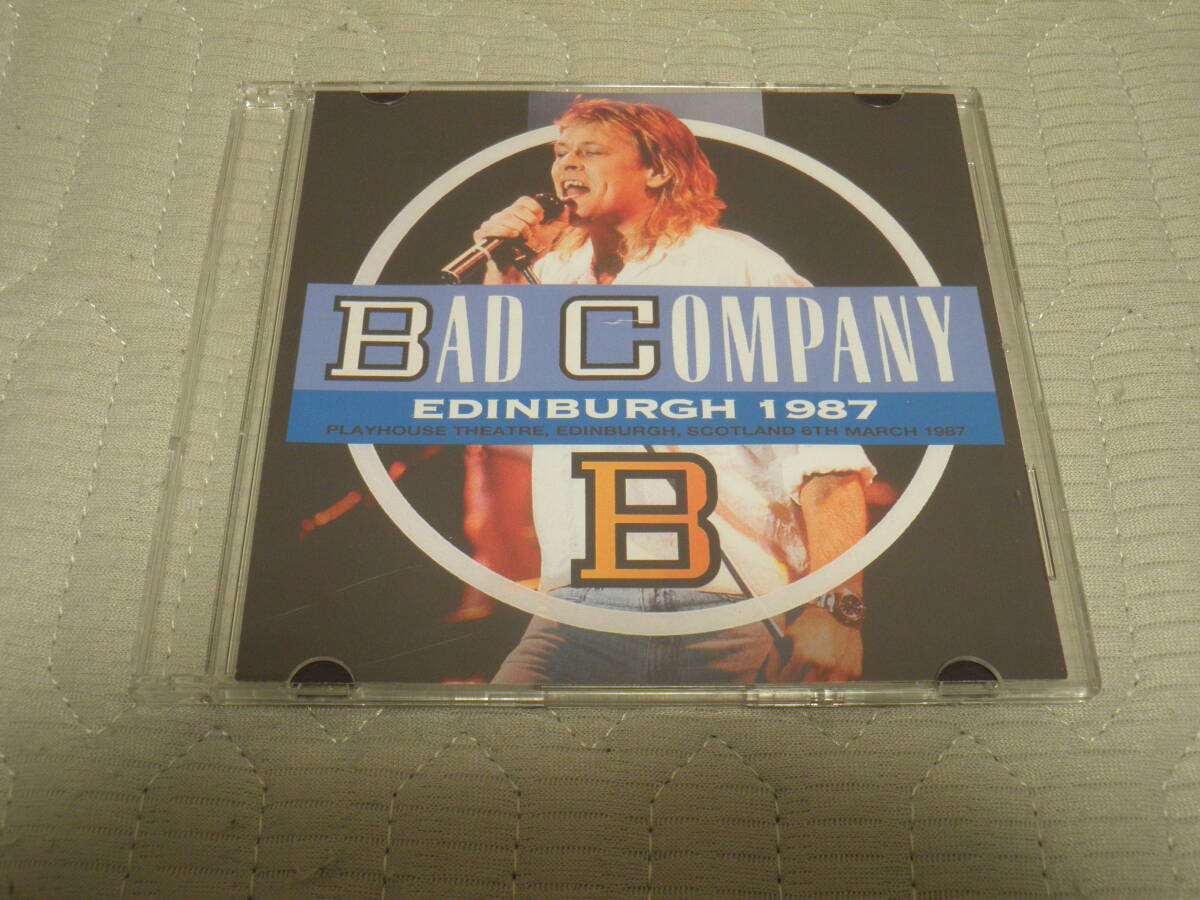 BAD COMPANY
EDINBURGH 1987
PLAYHOUSE THEATRE, EDINBURGH, SCOTLAND 6TH MARCH 1987
B